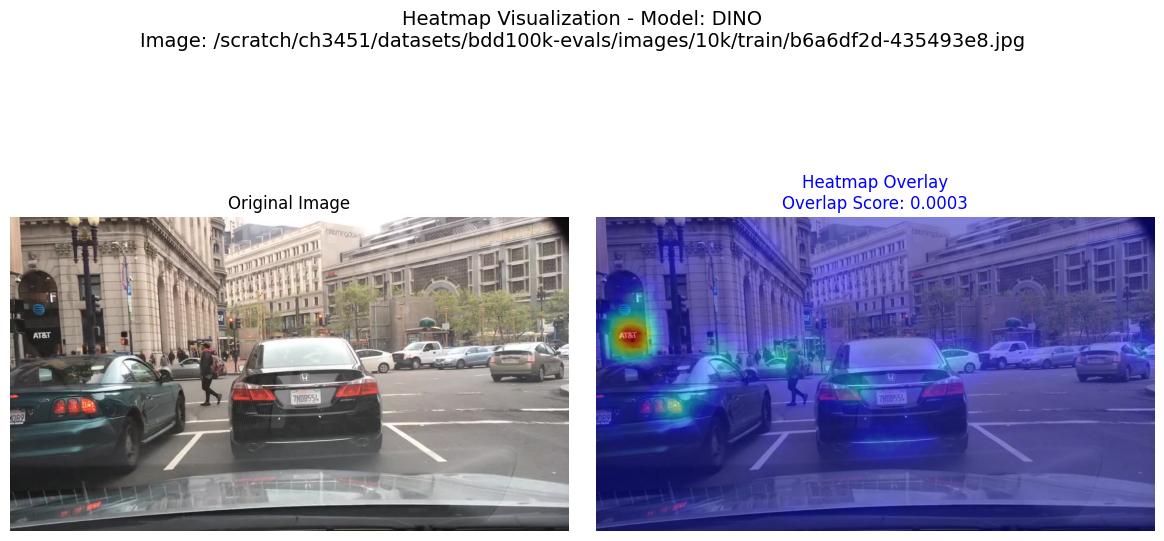 Heatmap Visualization - Model: DINO
Image: /scratch/ch3451/datasets/bdd100k-evals/images/10k/train/b6a6df2d-435493e8.jpg
Original Image
Heatmap Overlay
Overlap Score: 0.0003
AT&T
AT&T